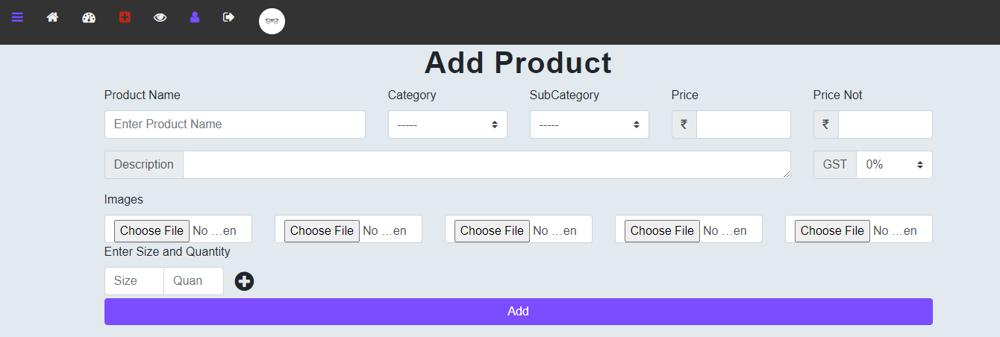 Add Product
Product Name Category SubCategory Price Price Not
Enter Product Name ----- ----- ₹ ₹
Description GST 0%
Images
Choose File No ...en Choose File No ...en Choose File No ...en Choose File No ...en Choose File No ...en
Enter Size and Quantity
Size Quan
Add